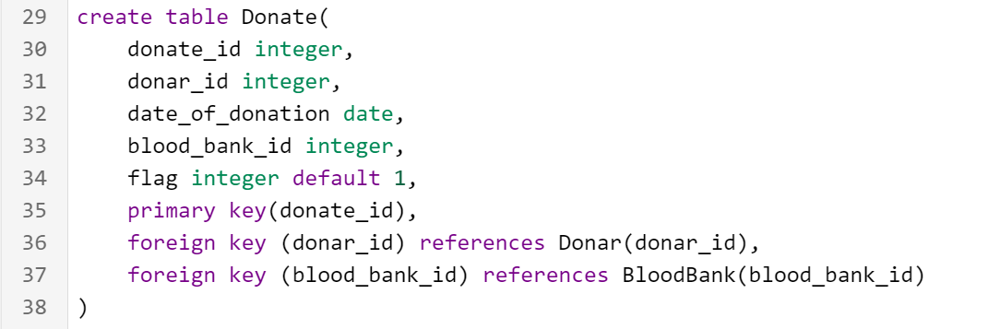 29 create table Donate(
30 donate_id integer,
31 donar_id integer,
32 date_of_donation date,
33 blood_bank_id integer,
34 flag integer default 1,
35 primary key(donate_id),
36 foreign key (donar_id) references Donar(donar_id),
37 foreign key (blood_bank_id) references BloodBank(blood_bank_id)
38 )